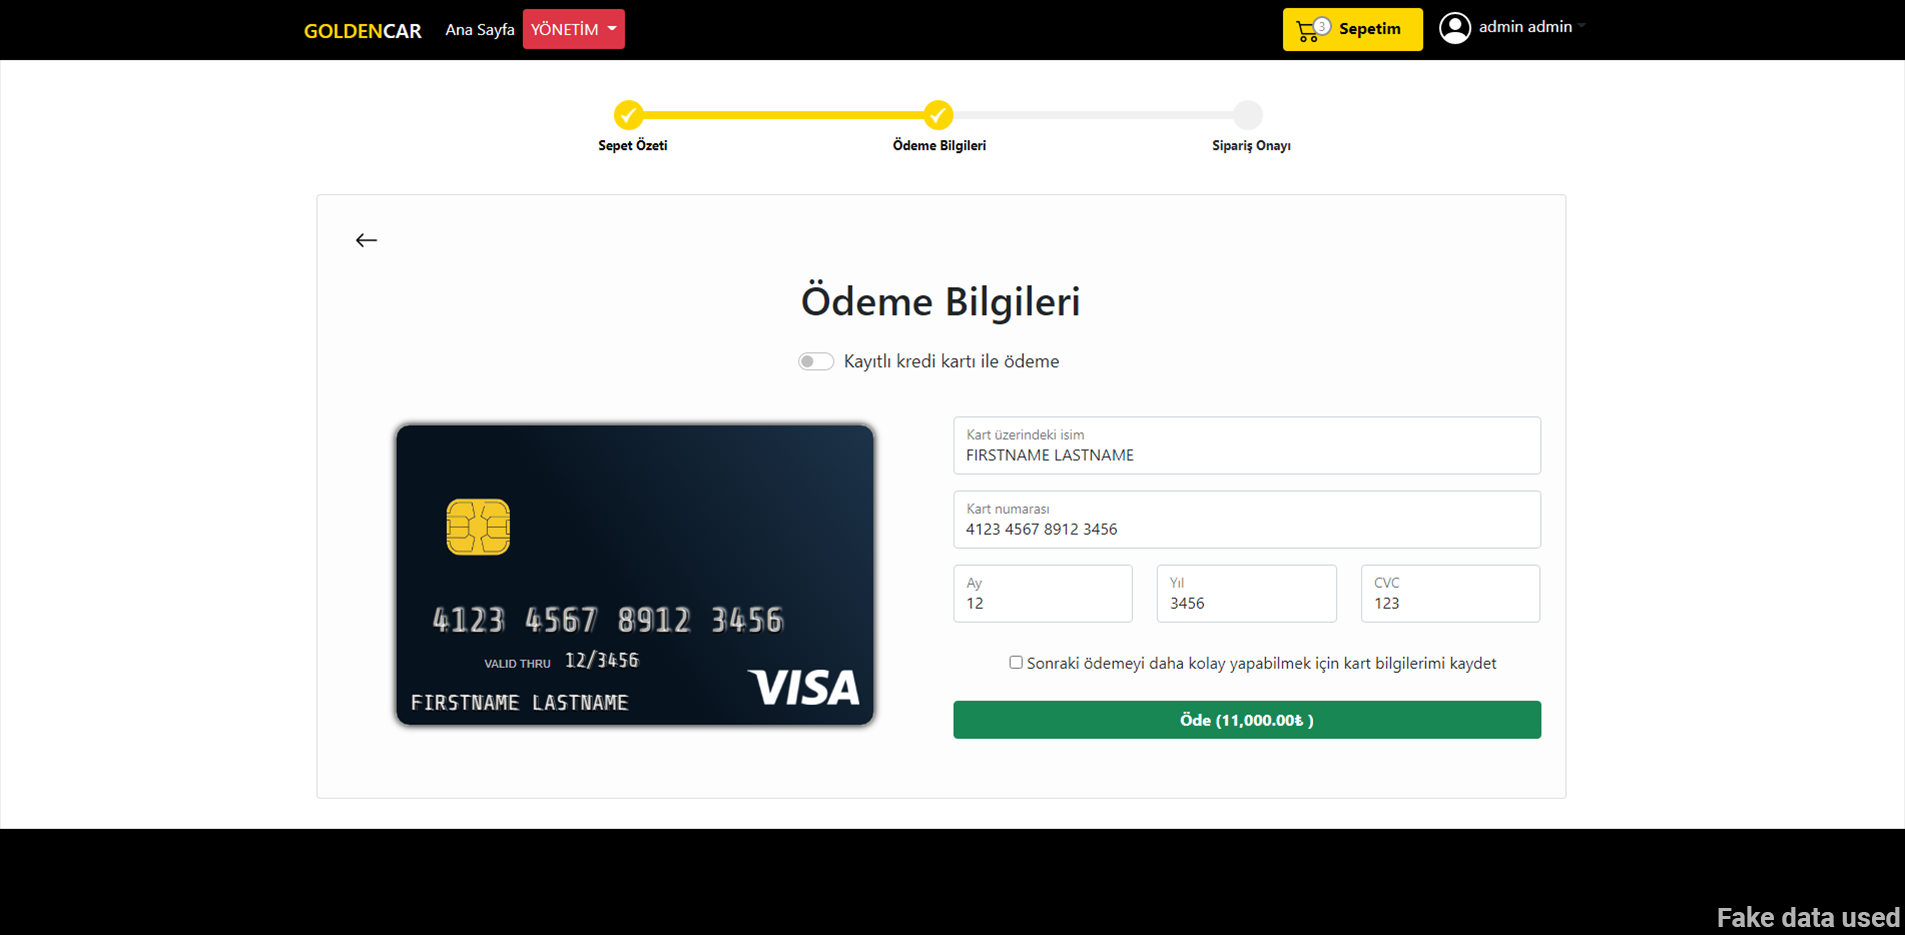 GOLDENCAR Ana Sayfa YÖNETİM 3 Sepetim admin admin
Sepet Özeti Ödeme Bilgileri Sipariş Onayı
Ödeme Bilgileri
Kayıtlı kredi kartı ile ödeme
4123 4567 8912 3456
VALID THRU 12/3456
FIRSTNAME LASTNAME
VISA
Kart üzerindeki isim
FIRSTNAME LASTNAME
Kart numarası
4123 4567 8912 3456
Ay Yıl CVC
12 3456 123
Sonraki ödemeyi daha kolay yapabilmek için kart bilgilerimi kaydet
Öde (11,000.00₺ )
Fake data used